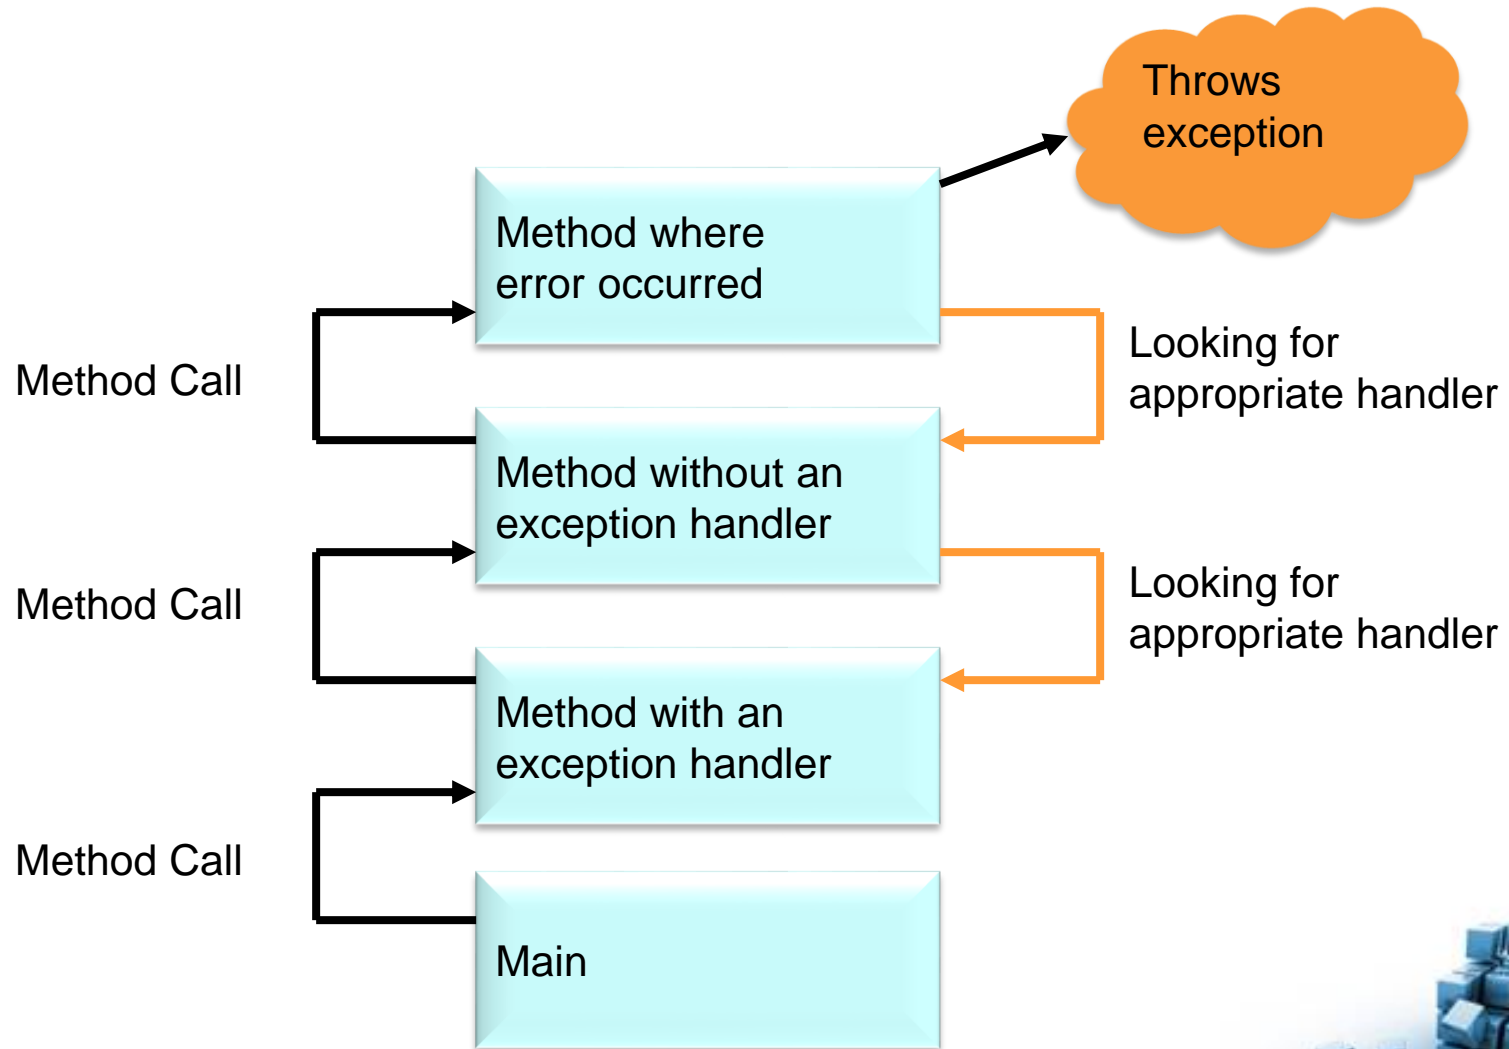 Throws
exception
Method where
error occurred
Looking for
appropriate handler
Method Call
Method without an
exception handler
Looking for
appropriate handler
Method Call
Method with an
exception handler
Method Call
Main